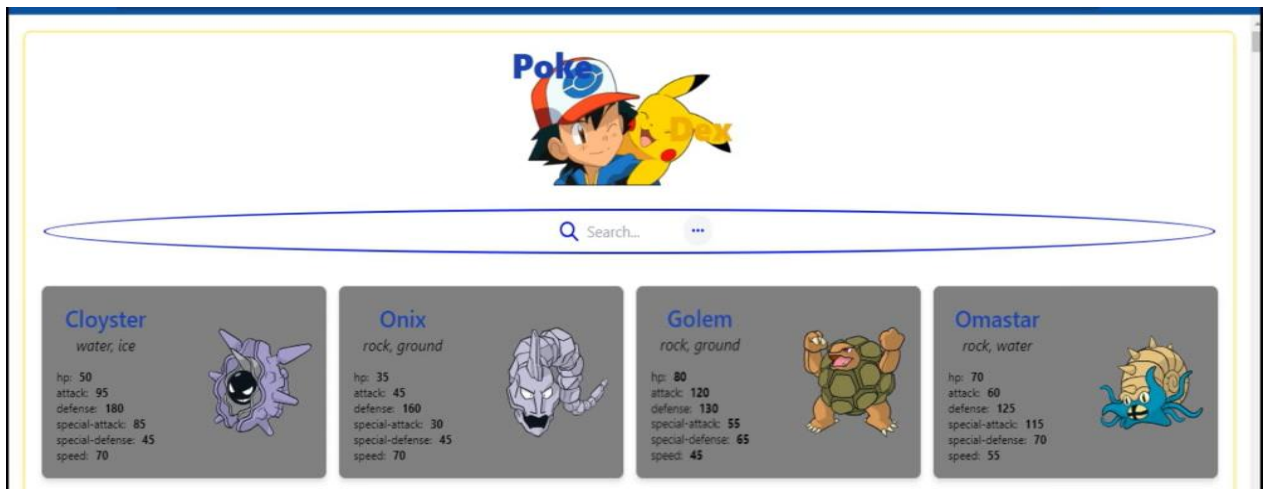 Poke
Dex
Search...
Cloyster
water, ice
hp: 50
attack: 95
defense: 180
special-attack: 85
special-defense: 45
speed: 70
Onix
rock, ground
hp: 35
attack: 45
defense: 160
special-attack: 30
special-defense: 45
speed: 70
Golem
rock, ground
hp: 80
attack: 120
defense: 130
special-attack: 55
special-defense: 65
speed: 45
Omastar
rock, water
hp: 70
attack: 60
defense: 125
special-attack: 115
special-defense: 70
speed: 55